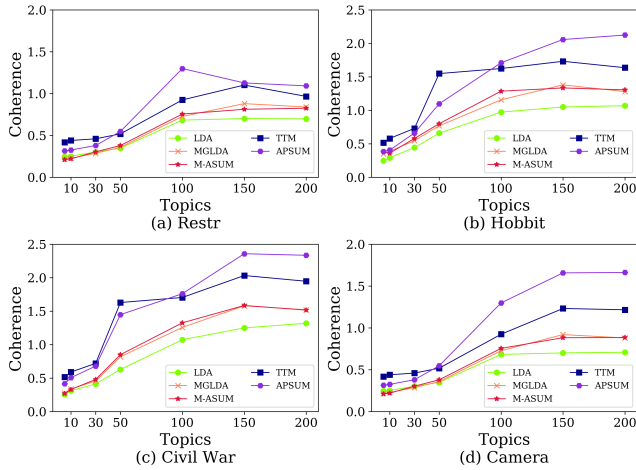 2.0
1.5
1.0
0.5
0.0
Coherence
10 30 50 100 150 200
Topics
LDA
MGLDA
M-ASUM
TTM
APSUM
(a) Restr
2.5
2.0
1.5
1.0
0.5
0.0
Coherence
10 30 50 100 150 200
Topics
LDA
MGLDA
M-ASUM
TTM
APSUM
(b) Hobbit
2.5
2.0
1.5
1.0
0.5
0.0
Coherence
10 30 50 100 150 200
Topics
LDA
MGLDA
M-ASUM
TTM
APSUM
(c) Civil War
2.0
1.5
1.0
0.5
0.0
Coherence
10 30 50 100 150 200
Topics
LDA
MGLDA
M-ASUM
TTM
APSUM
(d) Camera